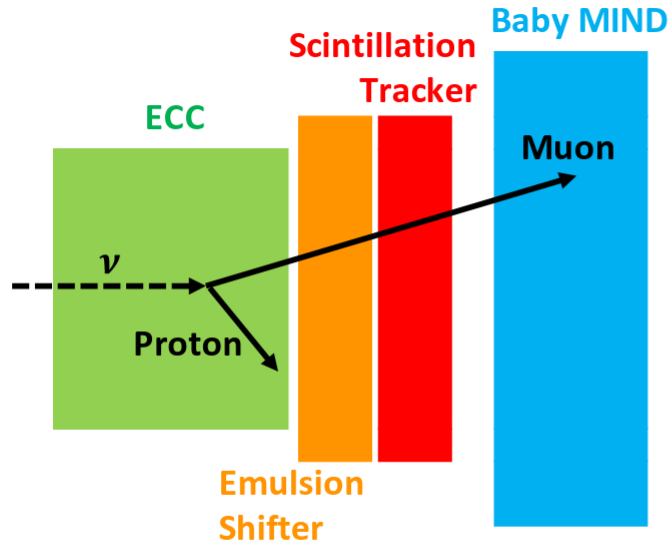 Baby MIND
Scintillation
Tracker
ECC
Muon
ν
Proton
Emulsion
Shifter